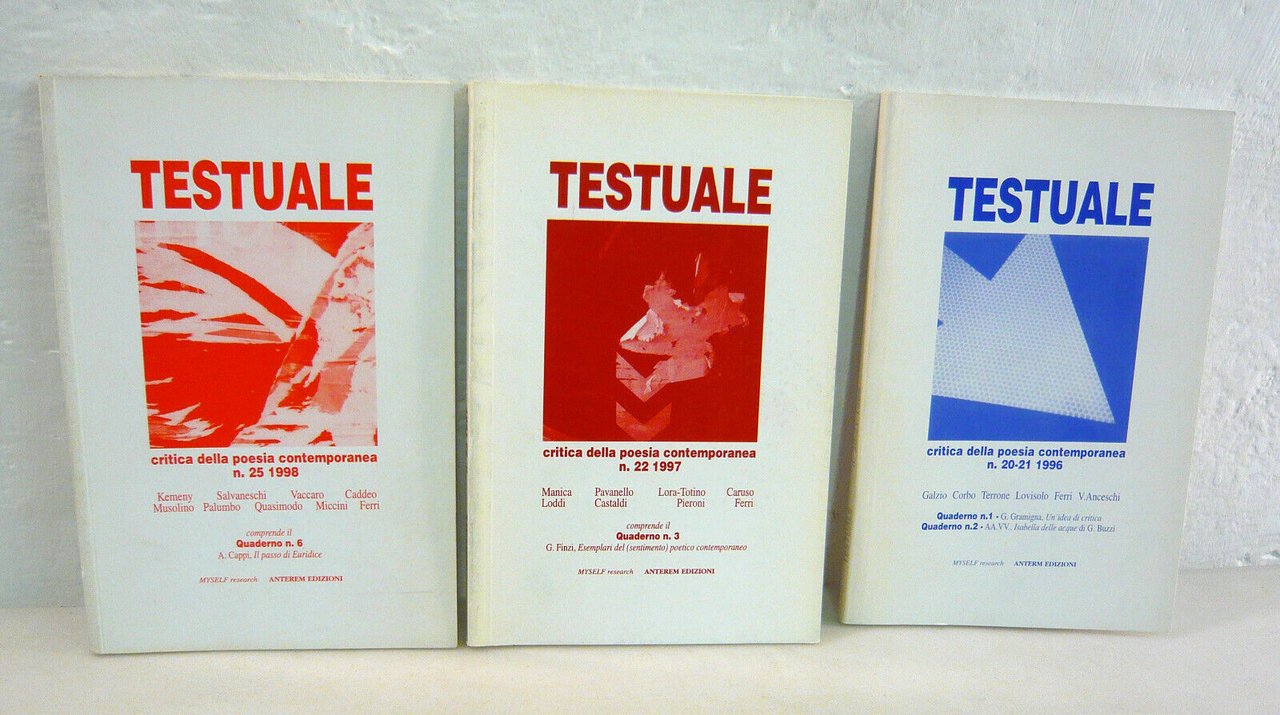 TESTUALE
critica della poesia contemporanea
n. 25 1998
Kemeny Salvaneschi Vaccaro Caddeo
Musolino Palumbo Quasimodo Miccini Ferri
comprende il
Quaderno n. 6
A. Cappi, Il passo di Euridice
MYSELF research ANTEREM EDIZIONI
TESTUALE
critica della poesia contemporanea
n. 22 1997
Manica Pavanello Lora-Totino Caruso
Loddi Castaldi Pieroni Ferri
comprende il
Quaderno n. 3
G. Finzi, Esemplari del (sentimento) poetico contemporaneo
MYSELF research ANTEREM EDIZIONI
TESTUALE
critica della poesia contemporanea
n. 20-21 1996
Galzio Corbo Terrone Lovisolo Ferri V.Anceschi
Quaderno n.1 - G. Gramigna, Un'idea di critica
Quaderno n.2 - AA.VV., Isabella delle acque di G. Buzzi
MYSELF research ANTERM EDIZIONI